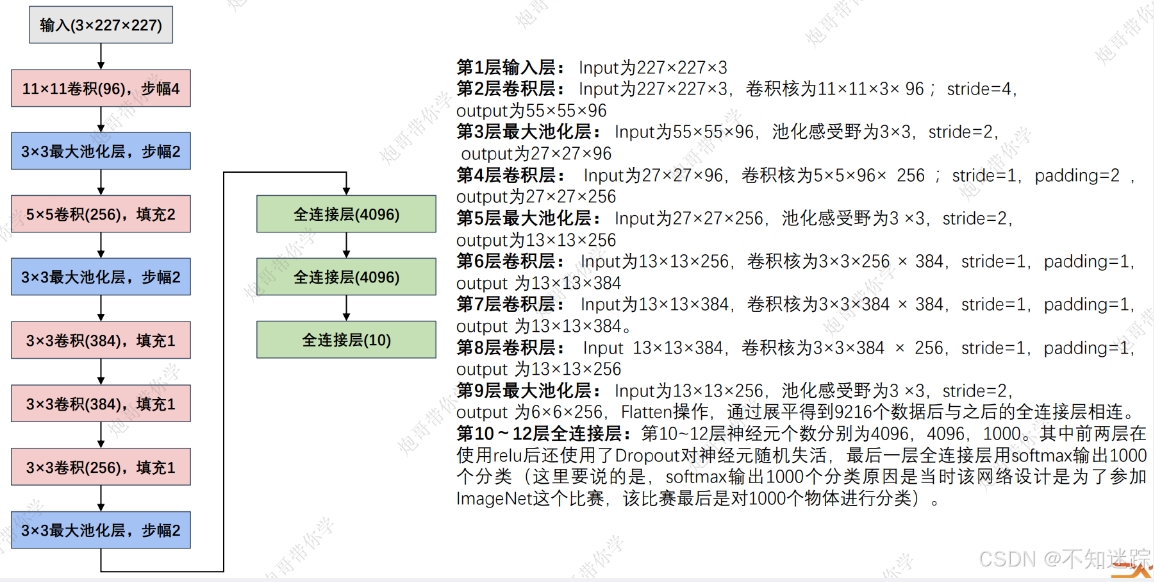 输入(3×227×227)
11×11卷积(96)，步幅4
3×3最大池化层，步幅2
5×5卷积(256)，填充2
3×3最大池化层，步幅2
3×3卷积(384)，填充1
3×3卷积(384)，填充1
3×3卷积(256)，填充1
3×3最大池化层，步幅2
全连接层(4096)
全连接层(4096)
全连接层(10)
第1层输入层： Input为227×227×3
第2层卷积层： Input为227×227×3，卷积核为11×11×3× 96 ；stride=4，
output为55×55×96
第3层最大池化层： Input为55×55×96，池化感受野为3×3，stride=2，
output为27×27×96
第4层卷积层： Input为27×27×96，卷积核为5×5×96× 256 ；stride=1，padding=2 ，
output为27×27×256
第5层最大池化层： Input为27×27×256，池化感受野为3 ×3，stride=2，
output为13×13×256
第6层卷积层： Input为13×13×256，卷积核为3×3×256 × 384，stride=1，padding=1，
output 为13×13×384
第7层卷积层： Input为13×13×384，卷积核为3×3×384 × 384，stride=1，padding=1，
output 为13×13×384。
第8层卷积层： Input 13×13×384，卷积核为3×3×384 × 256，stride=1，padding=1，
output 为13×13×256
第9层最大池化层： Input为13×13×256，池化感受野为3 ×3，stride=2，
output 为6×6×256，Flatten操作，通过展平得到9216个数据后与之后的全连接层相连。
第10～12层全连接层：第10~12层神经元个数分别为4096，4096，1000。其中前两层在
使用relu后还使用了Dropout对神经元随机失活，最后一层全连接层用softmax输出1000
个分类（这里要说的是，softmax输出1000个分类原因是当时该网络设计是为了参加
ImageNet这个比赛，该比赛最后是对1000个物体进行分类）。
炮哥带你学
CSDN @不知迷踪